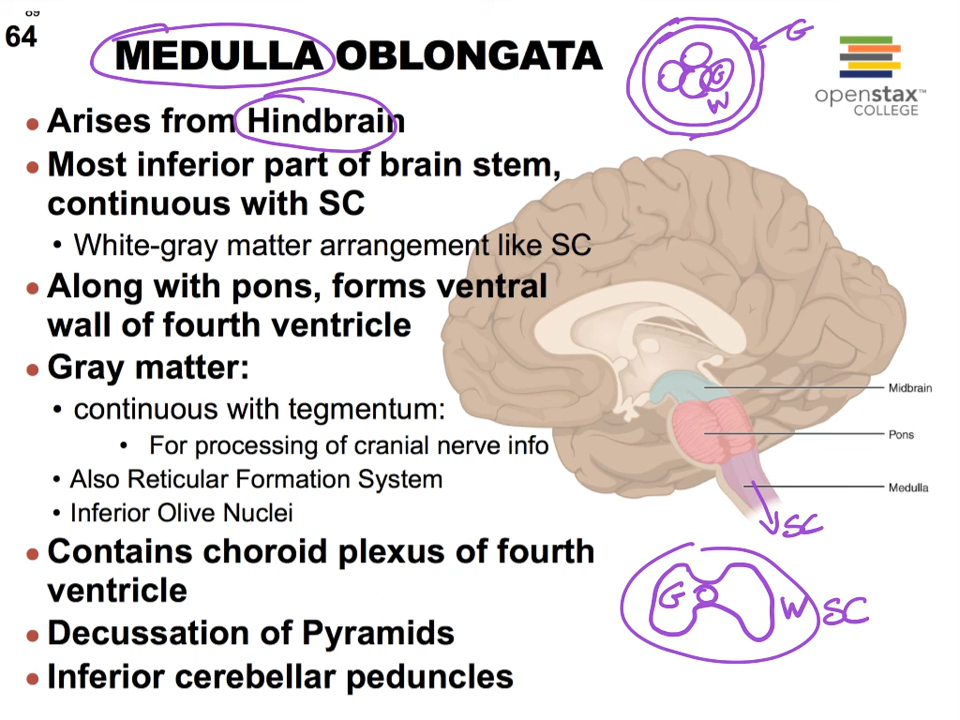 89
64
MEDULLA OBLONGATA
G
G
W
openstax™
COLLEGE
• Arises from Hindbrain
• Most inferior part of brain stem,
continuous with SC
• White-gray matter arrangement like SC
• Along with pons, forms ventral
wall of fourth ventricle
• Gray matter:
• continuous with tegmentum:
• For processing of cranial nerve info
• Also Reticular Formation System
• Inferior Olive Nuclei
• Contains choroid plexus of fourth
ventricle
• Decussation of Pyramids
• Inferior cerebellar peduncles
Midbrain
Pons
Medulla
SC
G W SC